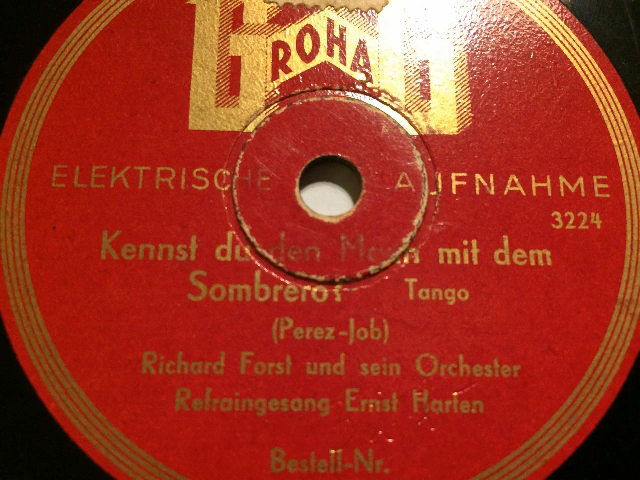 ROHA
ELEKTRISCHE AUFNAHME
3224
Kennst du den Mann mit dem
Sombrero? Tango
(Perez-Job)
Richard Forst und sein Orchester
Refraingesang Ernst Harten
Bestell-Nr.